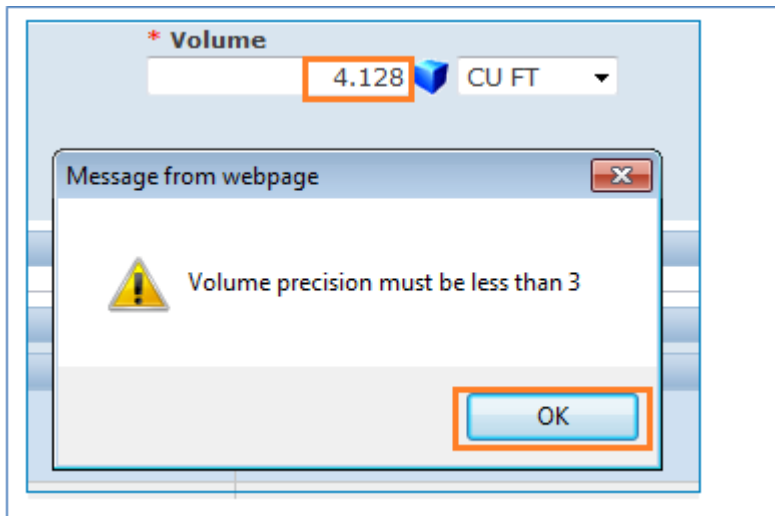 * Volume
4.128 CU FT
Message from webpage
Volume precision must be less than 3
OK